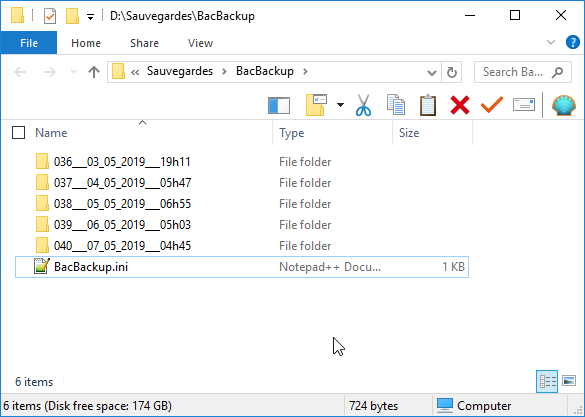 D:\Sauvegardes\BacBackup
File Home Share View
« Sauvegardes > BacBackup > Search Ba...
Name Type Size
036___03_05_2019___19h11 File folder
037___04_05_2019___05h47 File folder
038___05_05_2019___06h55 File folder
039___06_05_2019___05h03 File folder
040___07_05_2019___04h45 File folder
BacBackup.ini Notepad++ Docu... 1 KB
6 items
6 items (Disk free space: 174 GB) 724 bytes Computer